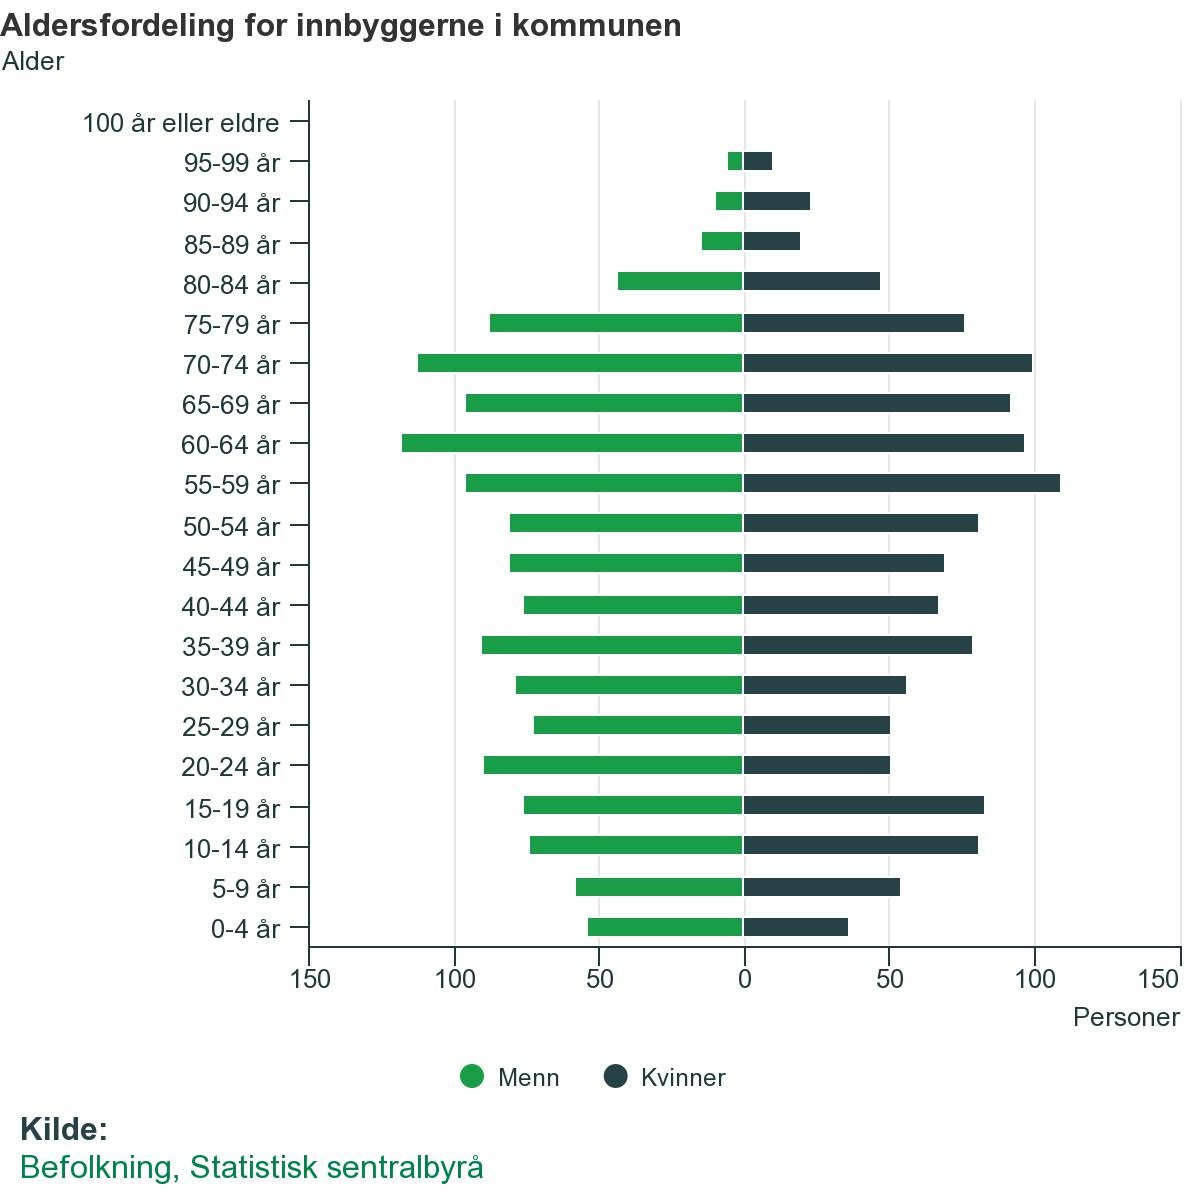 Aldersfordeling for innbyggerne i kommunen
Alder
100 år eller eldre
95-99 år
90-94 år
85-89 år
80-84 år
75-79 år
70-74 år
65-69 år
60-64 år
55-59 år
50-54 år
45-49 år
40-44 år
35-39 år
30-34 år
25-29 år
20-24 år
15-19 år
10-14 år
5-9 år
0-4 år
150 100 50 0 50 100 150
Personer
Menn Kvinner
Kilde:
Befolkning, Statistisk sentralbyrå